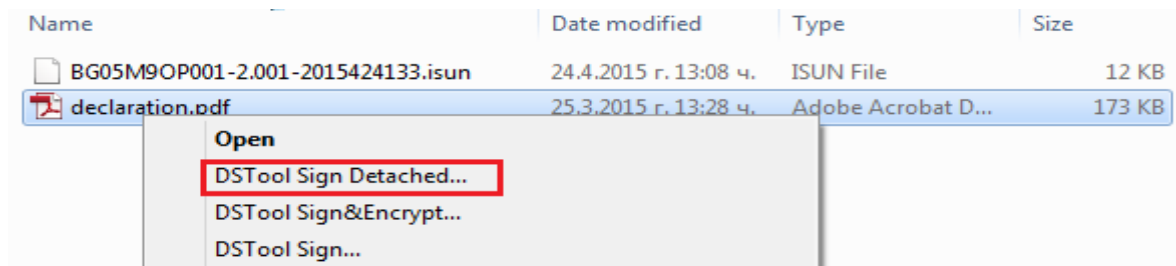 Name Date modified Type Size
BG05M9OP001-2.001-2015424133.isun 24.4.2015 г. 13:08 ч. ISUN File 12 KB
declaration.pdf 25.3.2015 г. 13:28 ч. Adobe Acrobat D... 173 KB
Open
DSTool Sign Detached...
DSTool Sign&Encrypt...
DSTool Sign...